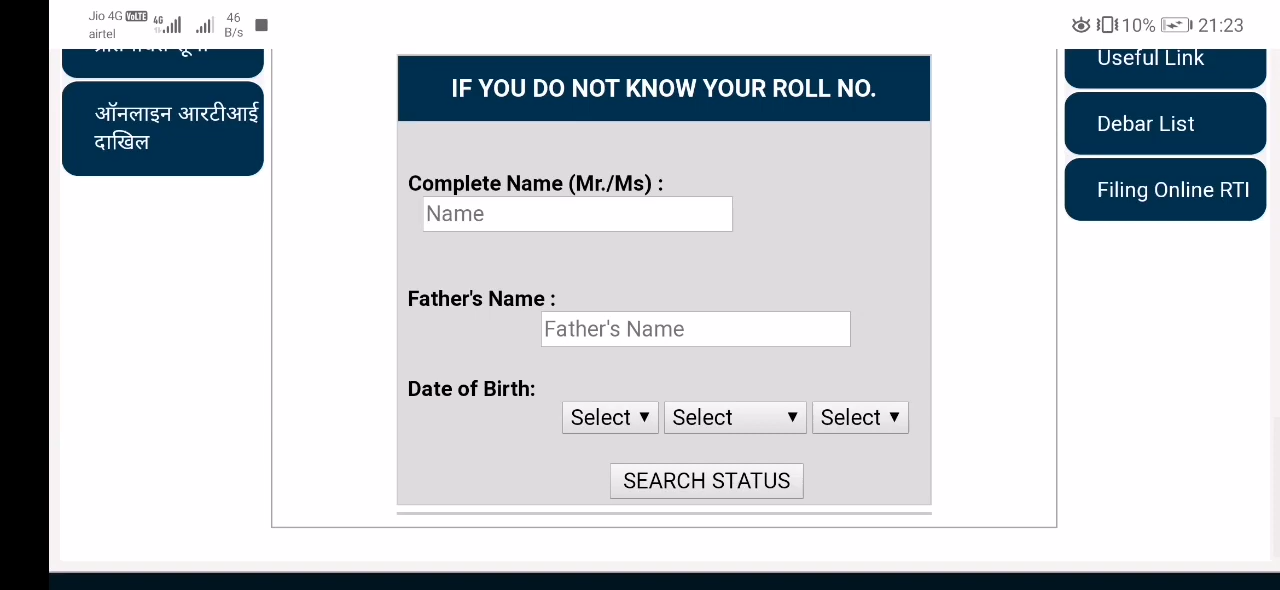 Jio 4G VoLTE 4G 46
airtel B/s
10% 21:23
ऑनलाइन आरटीआई
दाखिल
IF YOU DO NOT KNOW YOUR ROLL NO.
Complete Name (Mr./Ms) :
Name
Father's Name :
Father's Name
Date of Birth:
Select Select Select
SEARCH STATUS
Useful Link
Debar List
Filing Online RTI